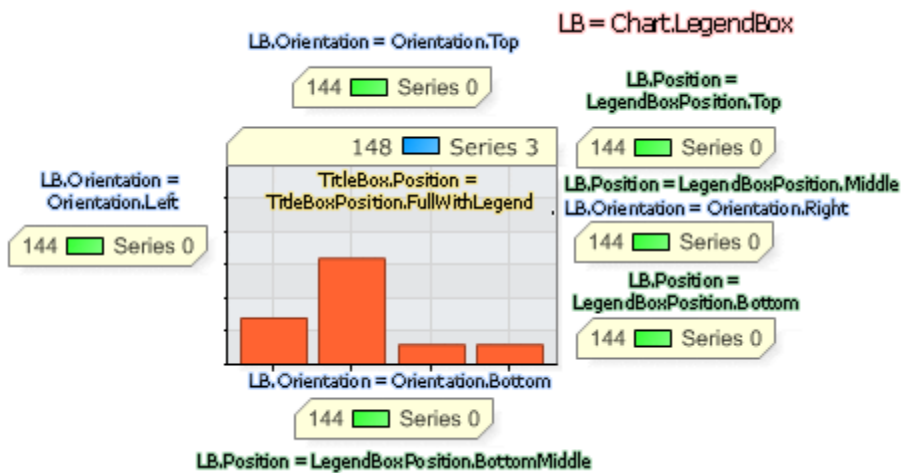 LB = Chart.LegendBox
LB.Orientation = Orientation.Top
144 Series 0
LB.Position =
LegendBoxPosition.Top
144 Series 0
148 Series 3
LB.Orientation =
Orientation.Left
144 Series 0
TitleBox.Position =
TitleBoxPosition.FullWithLegend
LB.Position = LegendBoxPosition.Middle
LB.Orientation = Orientation.Right
144 Series 0
LB.Position =
LegendBoxPosition.Bottom
144 Series 0
LB.Orientation = Orientation.Bottom
144 Series 0
LB.Position = LegendBoxPosition.BottomMiddle